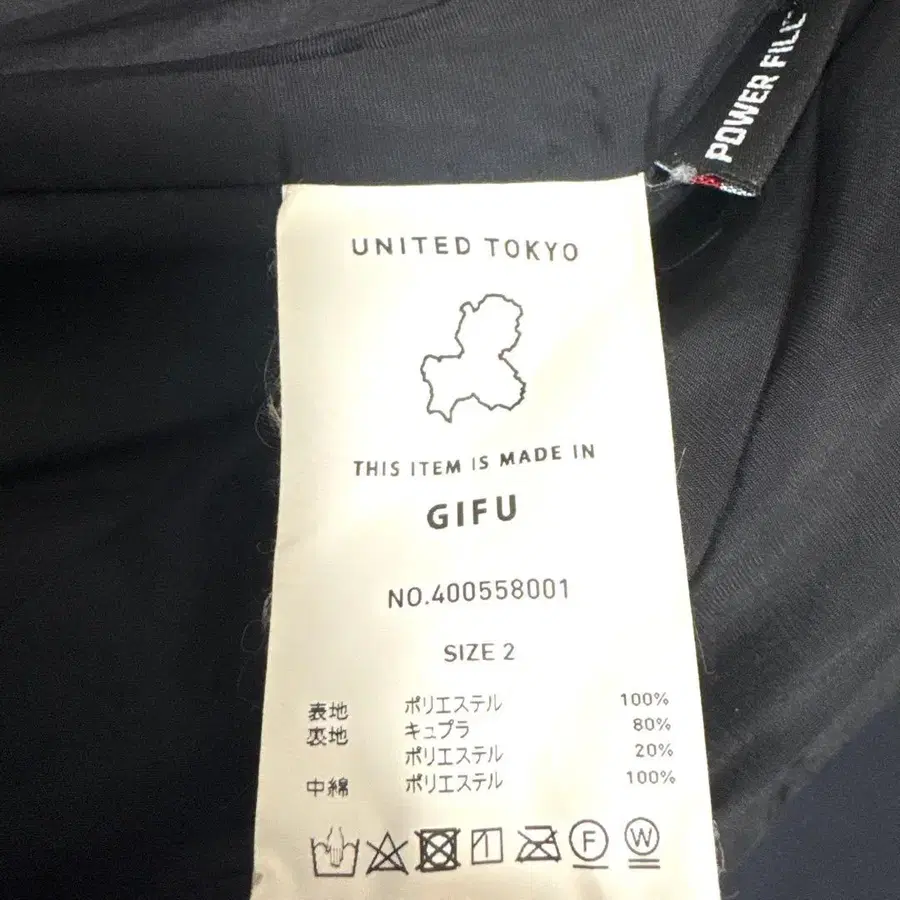 POWER FILL
UNITED TOKYO
THIS ITEM IS MADE IN
GIFU
NO.400558001
SIZE 2
表地 ポリエステル 100%
裏地 キュプラ 80%
ポリエステル 20%
中綿 ポリエステル 100%
F W